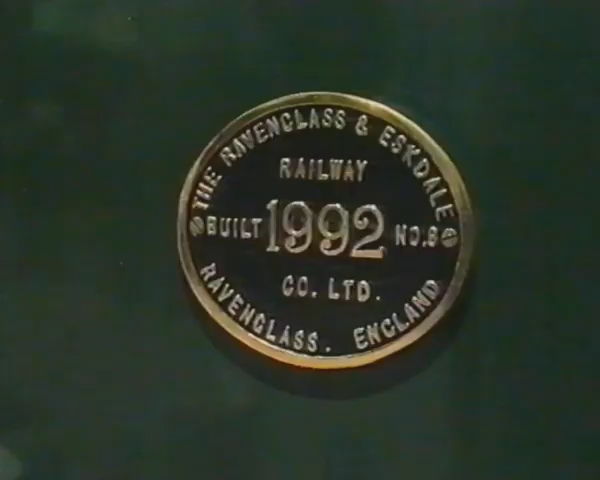 THE RAVENGLASS & ESKDALE
RAILWAY
BUILT 1992 NO.8
CO. LTD.
RAVENGLASS. ENGLAND